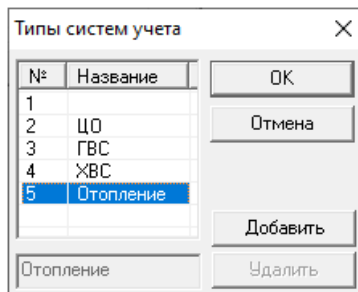 Типы систем учета
№ Название
1
2 ЦО
3 ГВС
4 ХВС
5 Отопление
Отопление
OK
Отмена
Добавить
Удалить